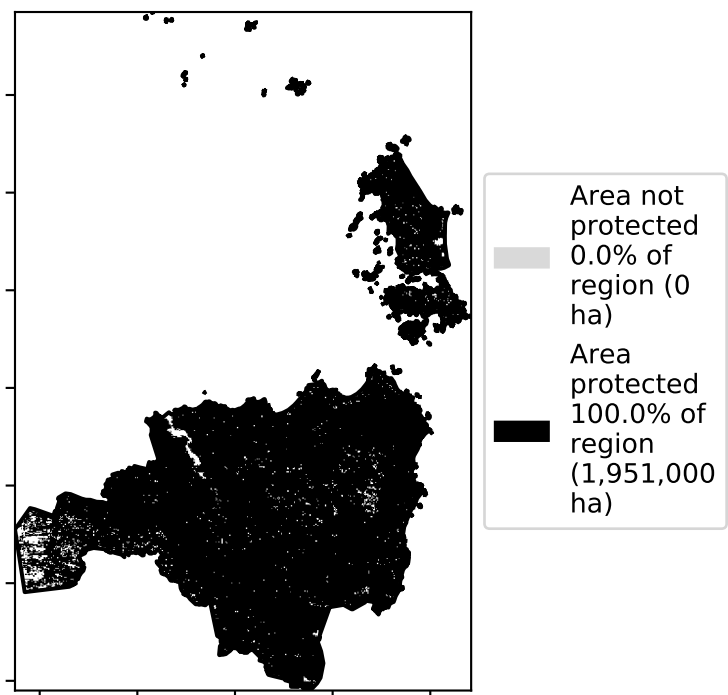 Area not
protected
0.0% of
region (0
ha)
Area
protected
100.0% of
region
(1,951,000
ha)